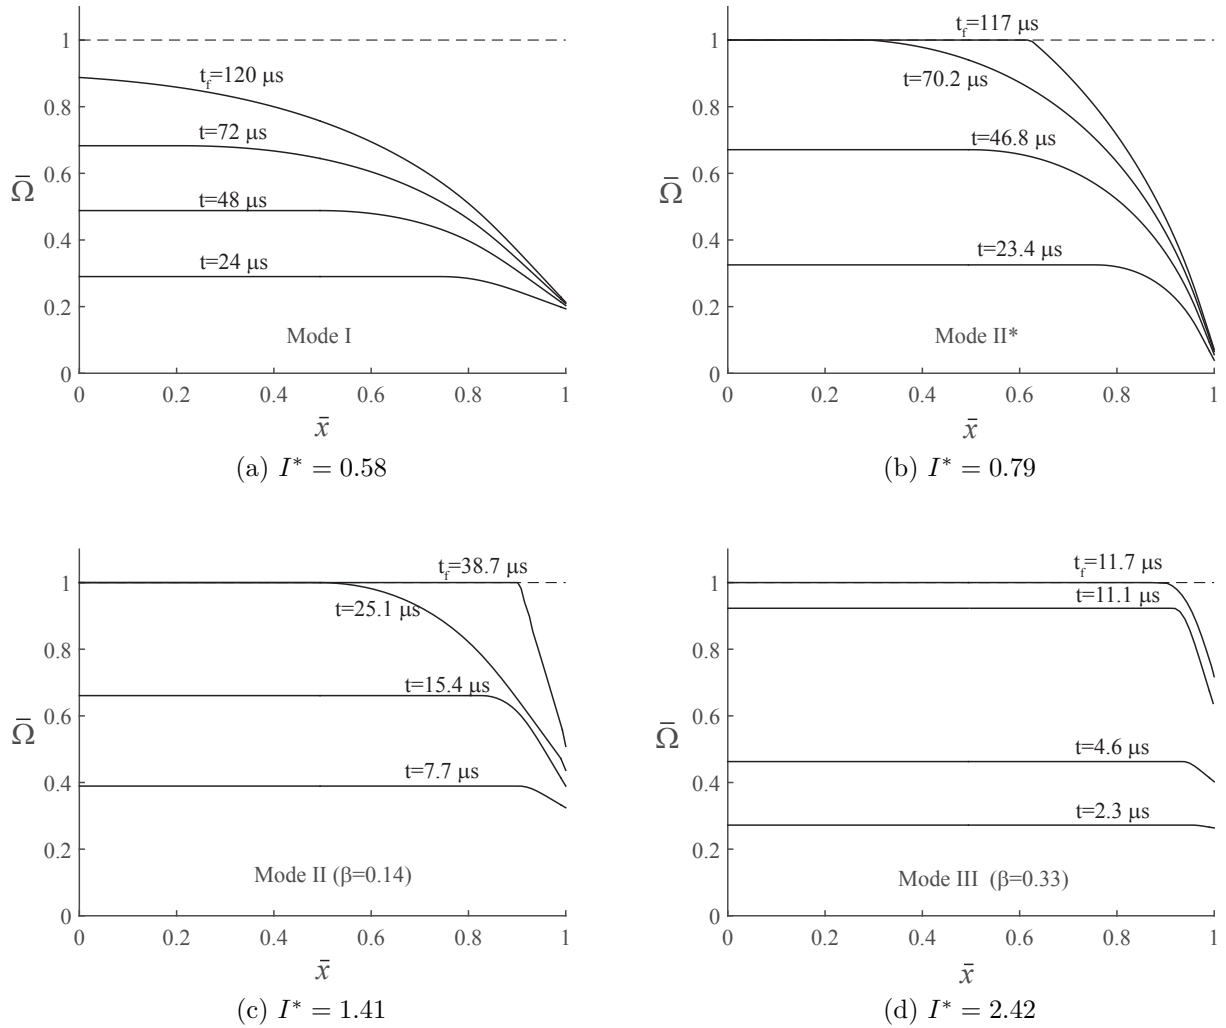 1
0.8
0.6
0.4
0.2
0
Ω̄
t_f=120 μs
t=72 μs
t=48 μs
t=24 μs
Mode I
0 0.2 0.4 0.6 0.8 1
x̄
(a) I* = 0.58
1
0.8
0.6
0.4
0.2
0
Ω̄
t_f=117 μs
t=70.2 μs
t=46.8 μs
t=23.4 μs
Mode II*
0 0.2 0.4 0.6 0.8 1
x̄
(b) I* = 0.79
1
0.8
0.6
0.4
0.2
0
Ω̄
t_f=38.7 μs
t=25.1 μs
t=15.4 μs
t=7.7 μs
Mode II (β=0.14)
0 0.2 0.4 0.6 0.8 1
x̄
(c) I* = 1.41
1
0.8
0.6
0.4
0.2
0
Ω̄
t_f=11.7 μs
t=11.1 μs
t=4.6 μs
t=2.3 μs
Mode III (β=0.33)
0 0.2 0.4 0.6 0.8 1
x̄
(d) I* = 2.42